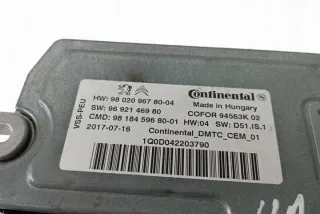 VSS-PEU
Continental
HW: 98 020 967 80-04
Made in Hungary
SW: 96 921 469 80
COFOR 94563K 02
CMD: 98 184 596 80-01
HW:04
SW: D51.IS.1
2017-07-16
Continental_DMTC_CEM_01
1Q0D042203790